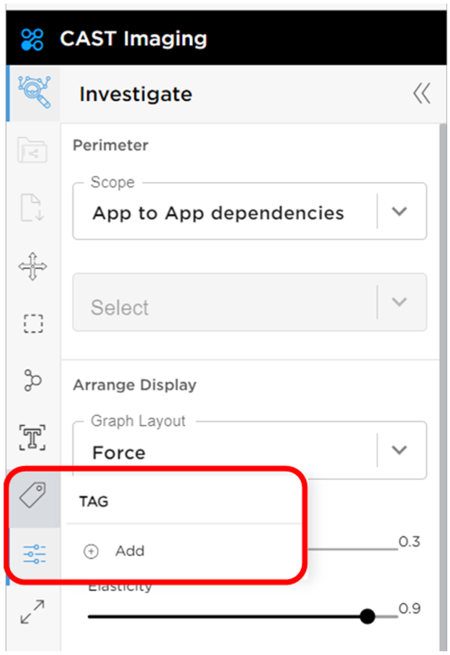 CAST Imaging
Investigate
Perimeter
Scope
App to App dependencies
Select
Arrange Display
Graph Layout
Force
TAG
Add
0.3
Elasticity
0.9